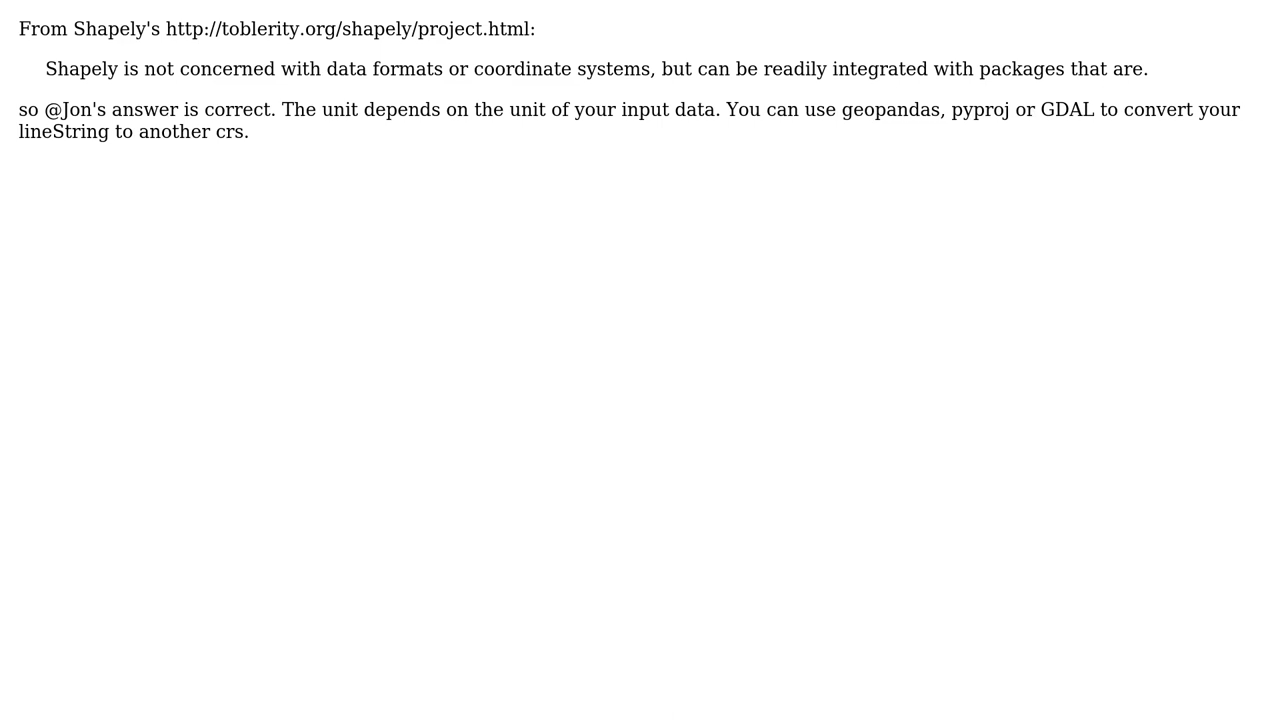 From Shapely's http://toblerity.org/shapely/project.html:
Shapely is not concerned with data formats or coordinate systems, but can be readily integrated with packages that are.
so @Jon's answer is correct. The unit depends on the unit of your input data. You can use geopandas, pyproj or GDAL to convert your
lineString to another crs.